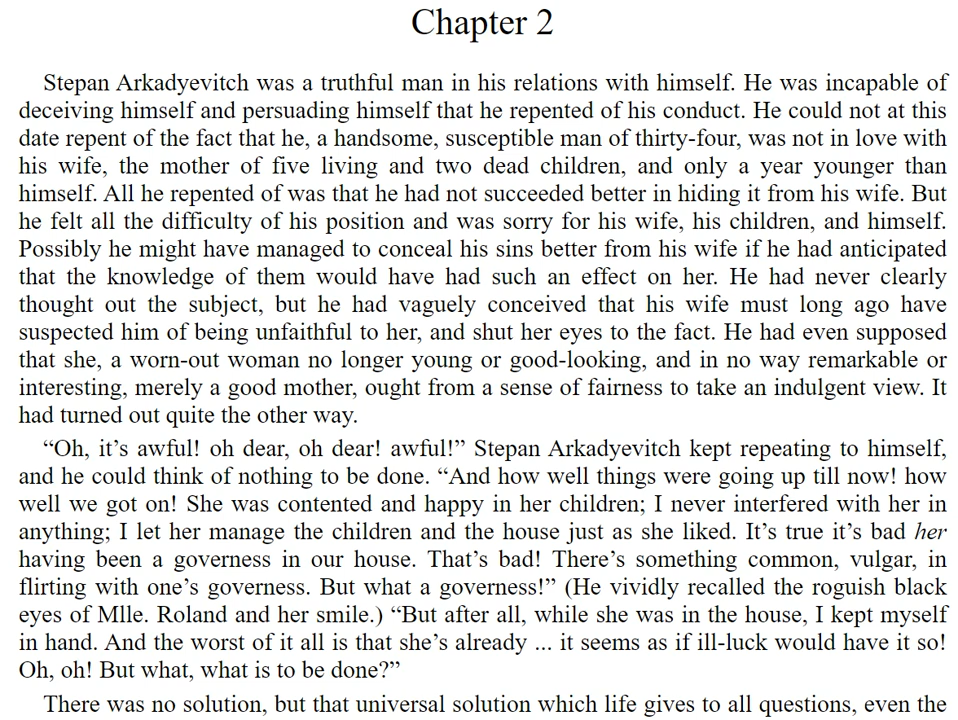 Chapter 2
Stepan Arkadyevitch was a truthful man in his relations with himself. He was incapable of
deceiving himself and persuading himself that he repented of his conduct. He could not at this
date repent of the fact that he, a handsome, susceptible man of thirty-four, was not in love with
his wife, the mother of five living and two dead children, and only a year younger than
himself. All he repented of was that he had not succeeded better in hiding it from his wife. But
he felt all the difficulty of his position and was sorry for his wife, his children, and himself.
Possibly he might have managed to conceal his sins better from his wife if he had anticipated
that the knowledge of them would have had such an effect on her. He had never clearly
thought out the subject, but he had vaguely conceived that his wife must long ago have
suspected him of being unfaithful to her, and shut her eyes to the fact. He had even supposed
that she, a worn-out woman no longer young or good-looking, and in no way remarkable or
interesting, merely a good mother, ought from a sense of fairness to take an indulgent view. It
had turned out quite the other way.
“Oh, it’s awful! oh dear, oh dear! awful!” Stepan Arkadyevitch kept repeating to himself,
and he could think of nothing to be done. “And how well things were going up till now! how
well we got on! She was contented and happy in her children; I never interfered with her in
anything; I let her manage the children and the house just as she liked. It’s true it’s bad her
having been a governess in our house. That’s bad! There’s something common, vulgar, in
flirting with one’s governess. But what a governess!” (He vividly recalled the roguish black
eyes of Mlle. Roland and her smile.) “But after all, while she was in the house, I kept myself
in hand. And the worst of it all is that she’s already ... it seems as if ill-luck would have it so!
Oh, oh! But what, what is to be done?”
There was no solution, but that universal solution which life gives to all questions, even the